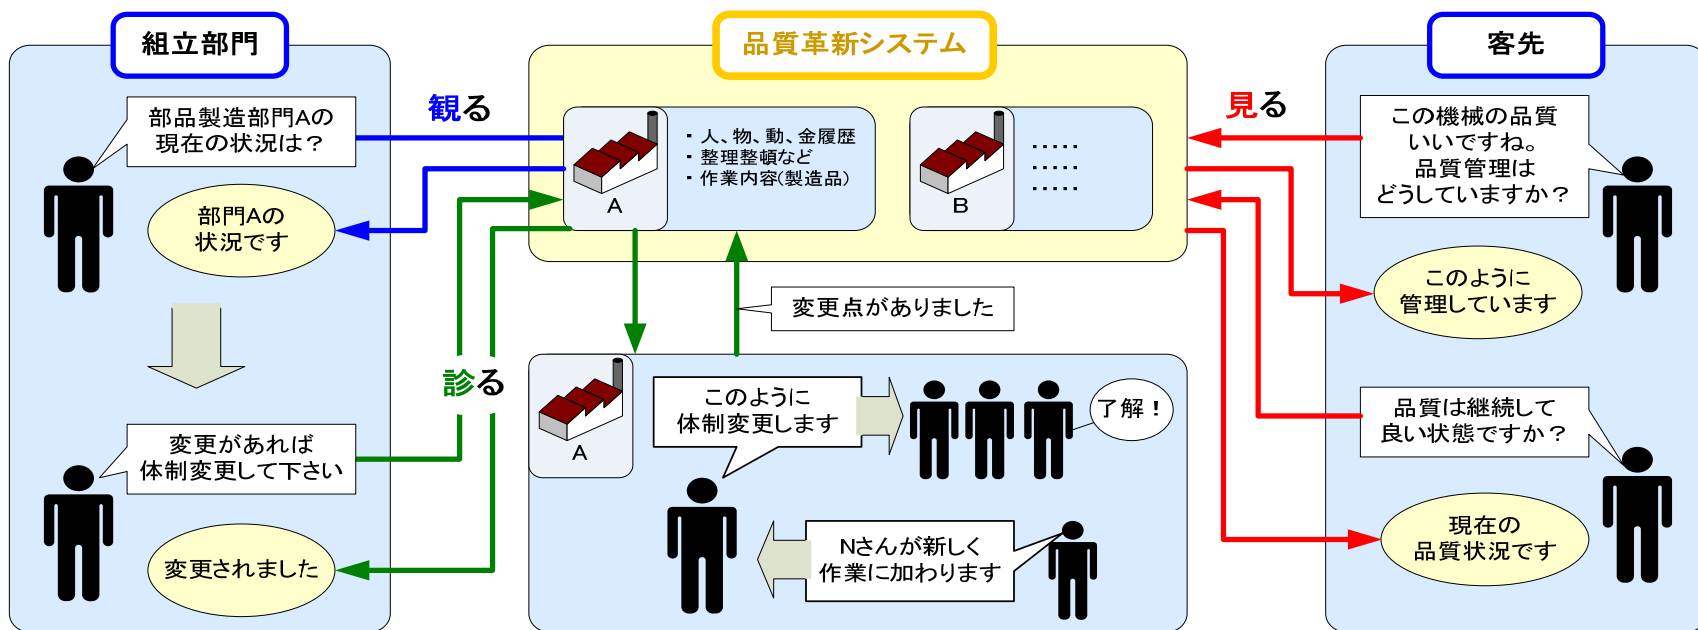 組立部門
部品製造部門Aの
現在の状況は？
部門Aの
状況です
変更があれば
体制変更して下さい
変更されました
観る
診る
品質革新システム
A
・人、物、動、金履歴
・整理整頓など
・作業内容(製造品)
B
・・・・・
・・・・・
・・・・・
変更点がありました
A
このように
体制変更します
了解！
Nさんが新しく
作業に加わります
見る
客先
この機械の品質
いいですね。
品質管理は
どうしていますか？
このように
管理しています
品質は継続して
良い状態ですか？
現在の
品質状況です